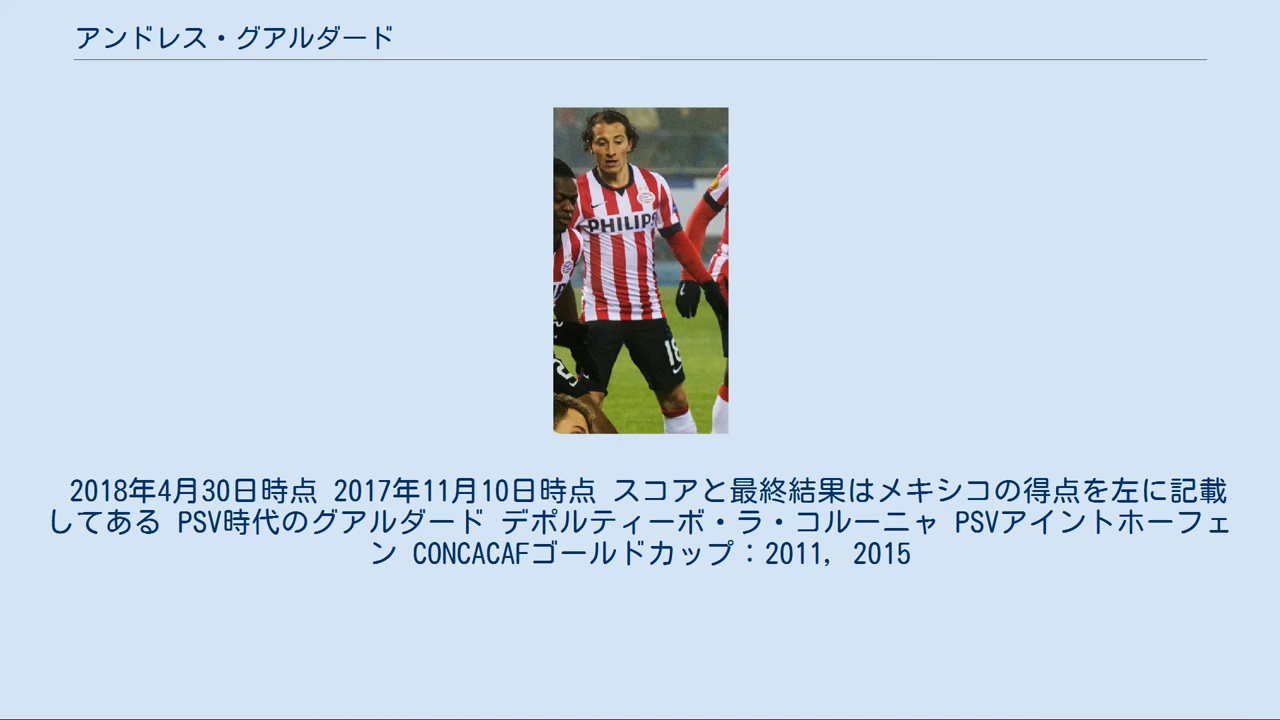 アンドレス・グアルダード
PHILIPS
18
2
2018年4月30日時点 2017年11月10日時点 スコアと最終結果はメキシコの得点を左に記載
してある PSV時代のグアルダード デポルティーボ・ラ・コルーニャ PSVアイントホーフェ
ン CONCACAFゴールドカップ：2011, 2015